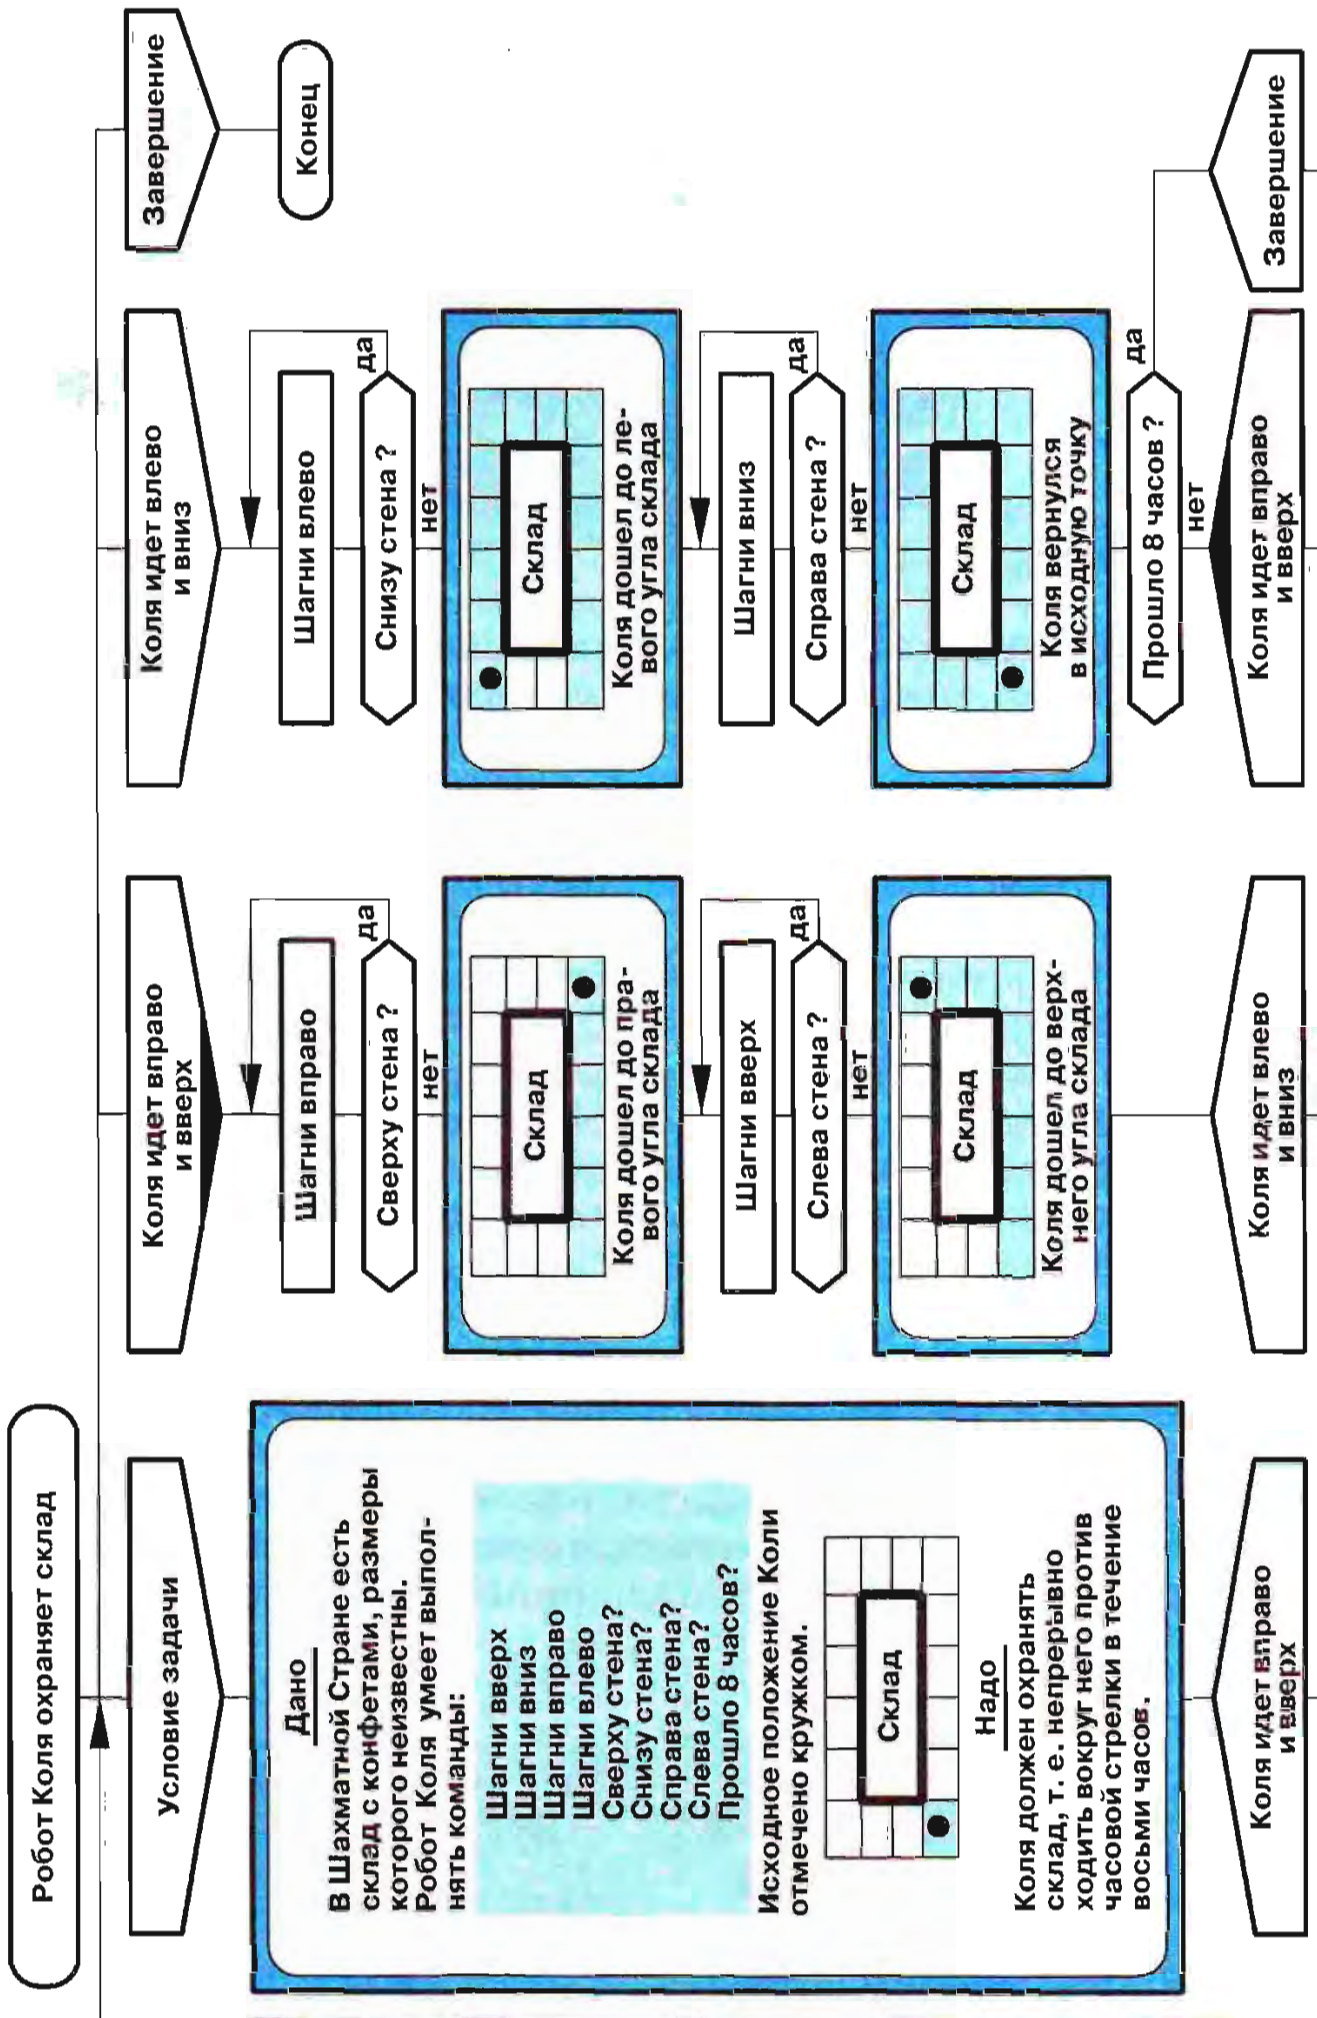 Робот Коля охраняет склад
Условие задачи
Дано
В Шахматной Стране есть
склад с конфетами, размеры
которого неизвестны.
Робот Коля умеет выпол-
нять команды:
Шагни вверх
Шагни вниз
Шагни вправо
Шагни влево
Сверху стена?
Снизу стена?
Справа стена?
Слева стена?
Прошло 8 часов?
Исходное положение Коли
отмечено кружком.
Склад
Надо
Коля должен охранять
склад, т. е. непрерывно
ходить вокруг него против
часовой стрелки в течение
восьми часов.
Коля идет вправо
и вверх
Коля идет вправо
и вверх
Шагни вправо
Сверху стена ?
да
нет
Склад
Коля дошел до пра-
вого угла склада
Шагни вверх
Слева стена ?
да
нет
Склад
Коля дошел до верх-
него угла склада
Коля идет влево
и вниз
Коля идет влево
и вниз
Шагни влево
Снизу стена ?
да
нет
Склад
Коля дошел до ле-
вого угла склада
Шагни вниз
Справа стена ?
да
нет
Склад
Коля вернулся
в исходную точку
Прошло 8 часов ?
да
нет
Коля идет вправо
и вверх
Завершение
Завершение
Конец